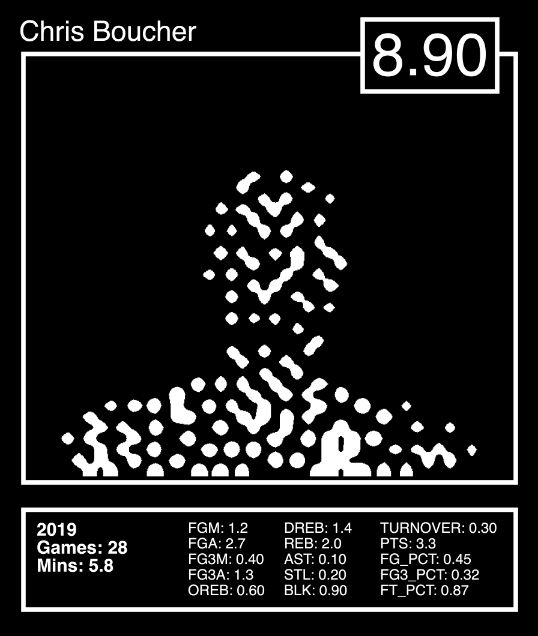 Chris Boucher
8.90
2019
Games: 28
Mins: 5.8
FGM: 1.2
FGA: 2.7
FG3M: 0.40
FG3A: 1.3
OREB: 0.60
DREB: 1.4
REB: 2.0
AST: 0.10
STL: 0.20
BLK: 0.90
TURNOVER: 0.30
PTS: 3.3
FG_PCT: 0.45
FG3_PCT: 0.32
FT_PCT: 0.87